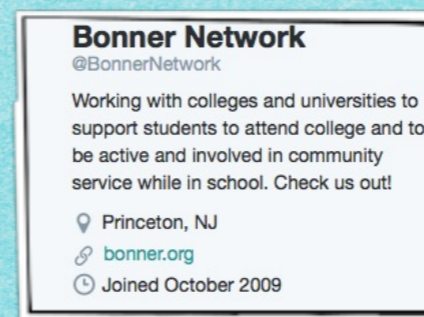 Bonner Network
@BonnerNetwork
Working with colleges and universities to
support students to attend college and to
be active and involved in community
service while in school. Check us out!
Princeton, NJ
bonner.org
Joined October 2009